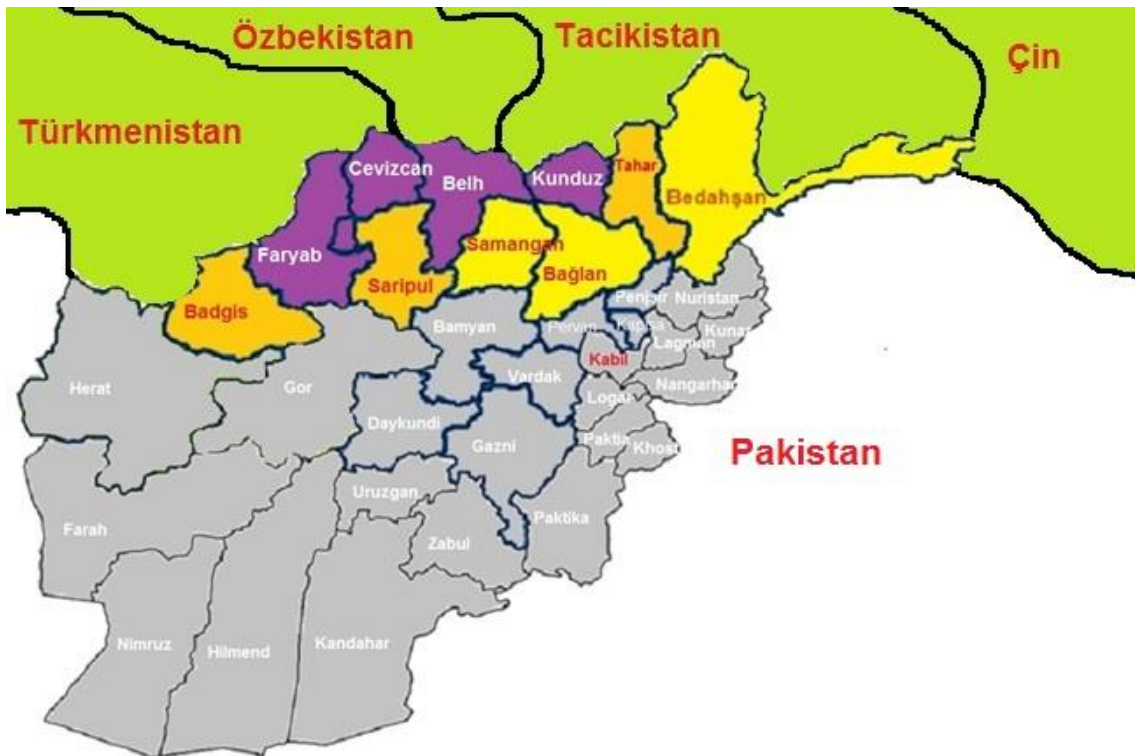 Özbekistan
Tacikistan
Çin
Türkmenistan
Cevizcan
Belh
Kunduz
Tahar
Bedahşan
Faryab
Samangan
Bağlan
Saripul
Badgis
Penjşir
Nuristan
Bamyan
Pervan
Kapisa
Kunar
Lagman
Kabil
Herat
Gor
Vardak
Nangarhar
Logar
Daykundi
Paktia
Khost
Gazni
Pakistan
Uruzgan
Farah
Zabul
Paktika
Nimruz
Hilmend
Kandahar